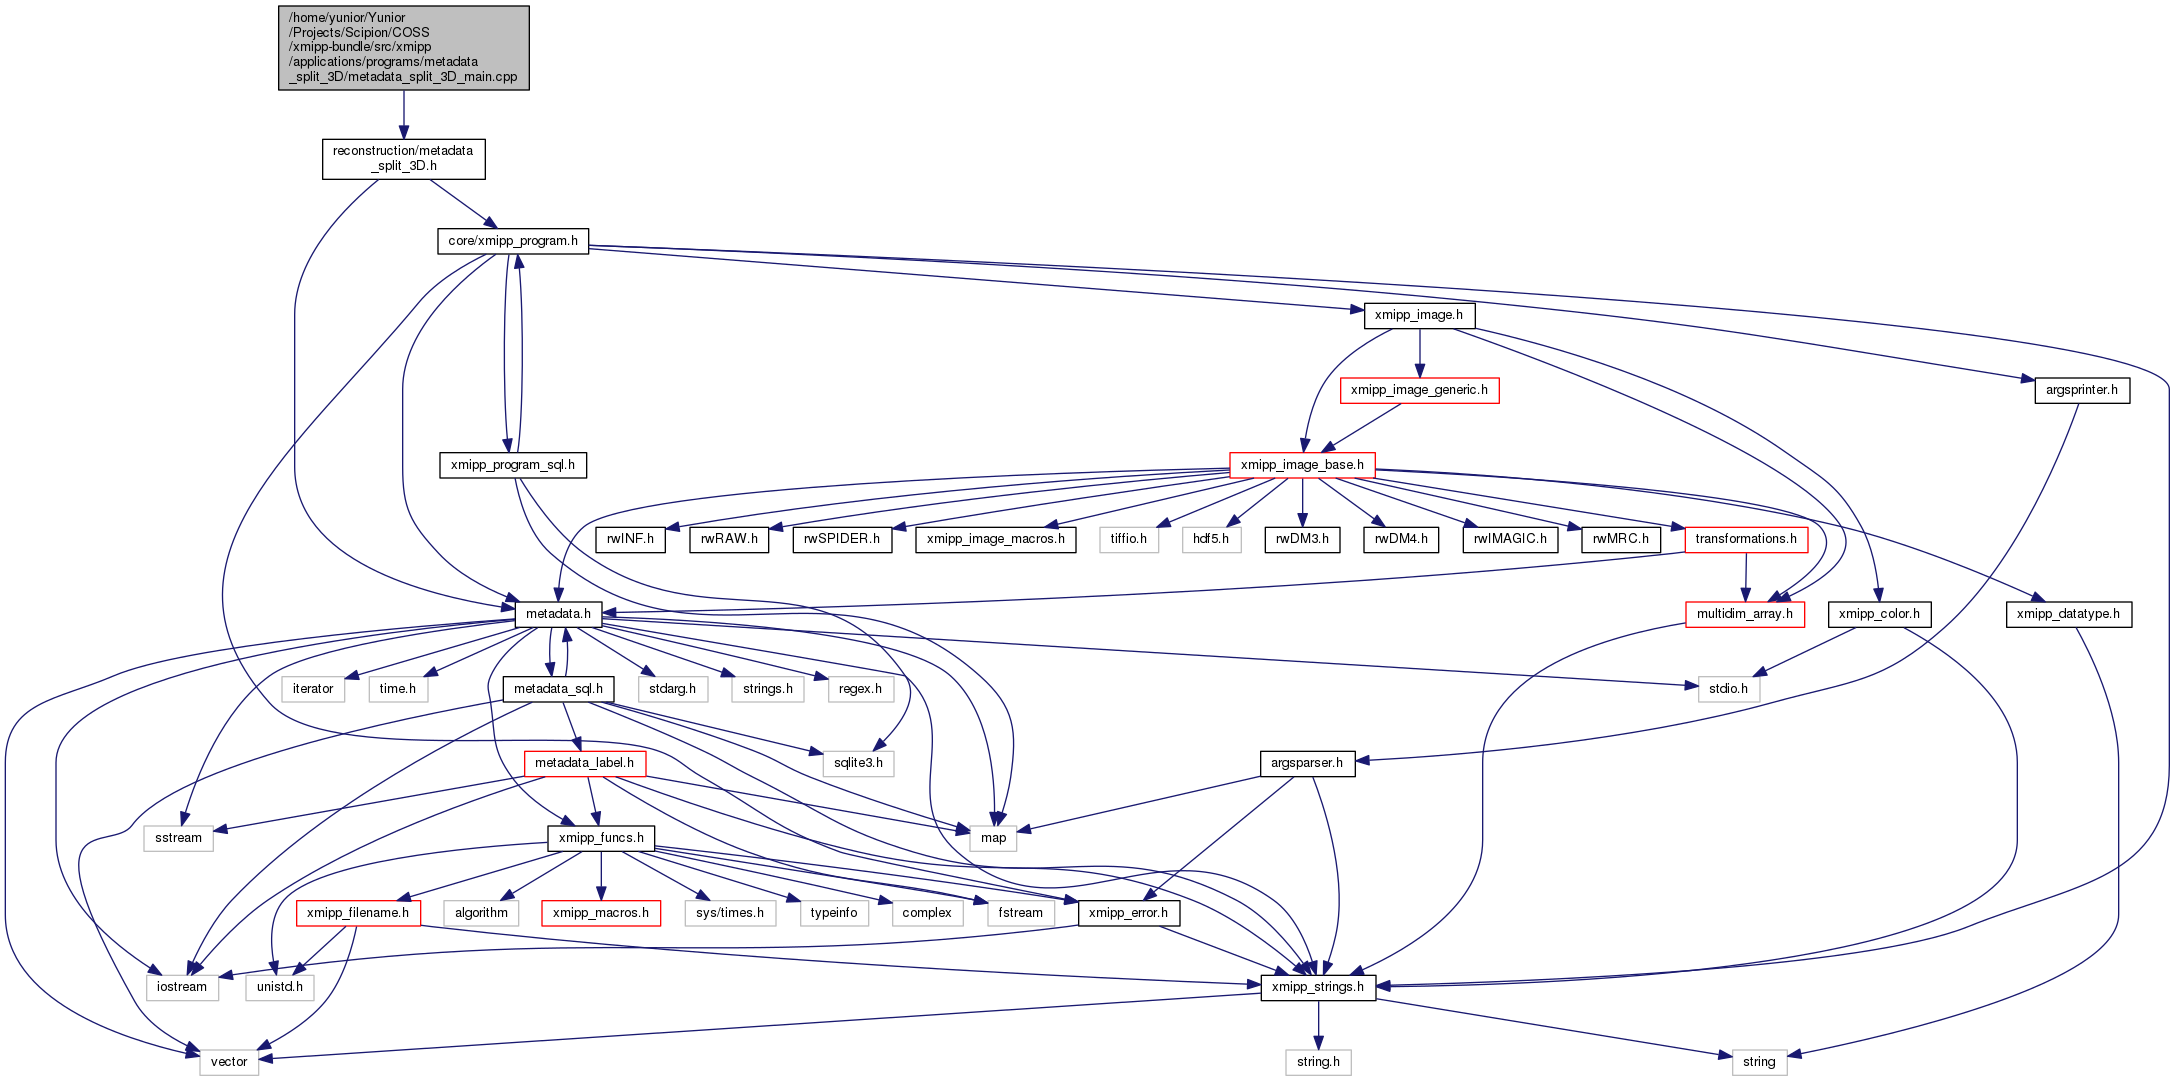 /home/yunior/Yunior
/Projects/Scipion/COSS
/xmipp-bundle/src/xmipp
/applications/programs/metadata
_split_3D/metadata_split_3D_main.cpp
reconstruction/metadata
_split_3D.h
core/xmipp_program.h
xmipp_image.h
xmipp_image_generic.h
argsprinter.h
xmipp_program_sql.h
xmipp_image_base.h
rwINF.h
rwRAW.h
rwSPIDER.h
xmipp_image_macros.h
tiffio.h
hdf5.h
rwDM3.h
rwDM4.h
rwIMAGIC.h
rwMRC.h
transformations.h
metadata.h
multidim_array.h
xmipp_color.h
xmipp_datatype.h
iterator
time.h
metadata_sql.h
stdarg.h
strings.h
regex.h
stdio.h
metadata_label.h
sqlite3.h
argsparser.h
sstream
xmipp_funcs.h
map
xmipp_filename.h
algorithm
xmipp_macros.h
sys/times.h
typeinfo
complex
fstream
xmipp_error.h
iostream
unistd.h
xmipp_strings.h
vector
string.h
string